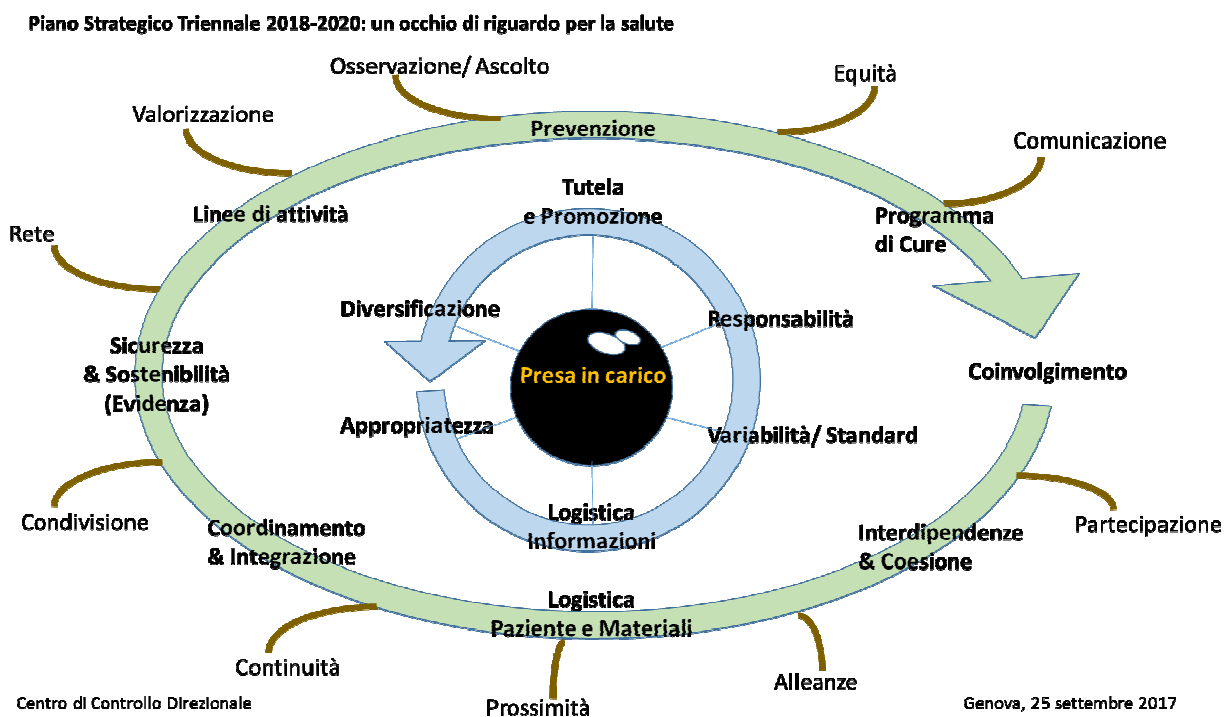 Piano Strategico Triennale 2018-2020: un occhio di riguardo per la salute
Osservazione/ Ascolto
Equità
Valorizzazione
Prevenzione
Comunicazione
Tutela
e Promozione
Linee di attività
Programma
di Cure
Rete
Diversificazione
Responsabilità
Sicurezza
& Sostenibilità
(Evidenza)
Presa in carico
Coinvolgimento
Appropriatezza
Variabilità/ Standard
Condivisione
Coordinamento
& Integrazione
Logistica
Informazioni
Interdipendenze
& Coesione
Partecipazione
Logistica
Paziente e Materiali
Continuità
Alleanze
Prossimità
Centro di Controllo Direzionale
Genova, 25 settembre 2017